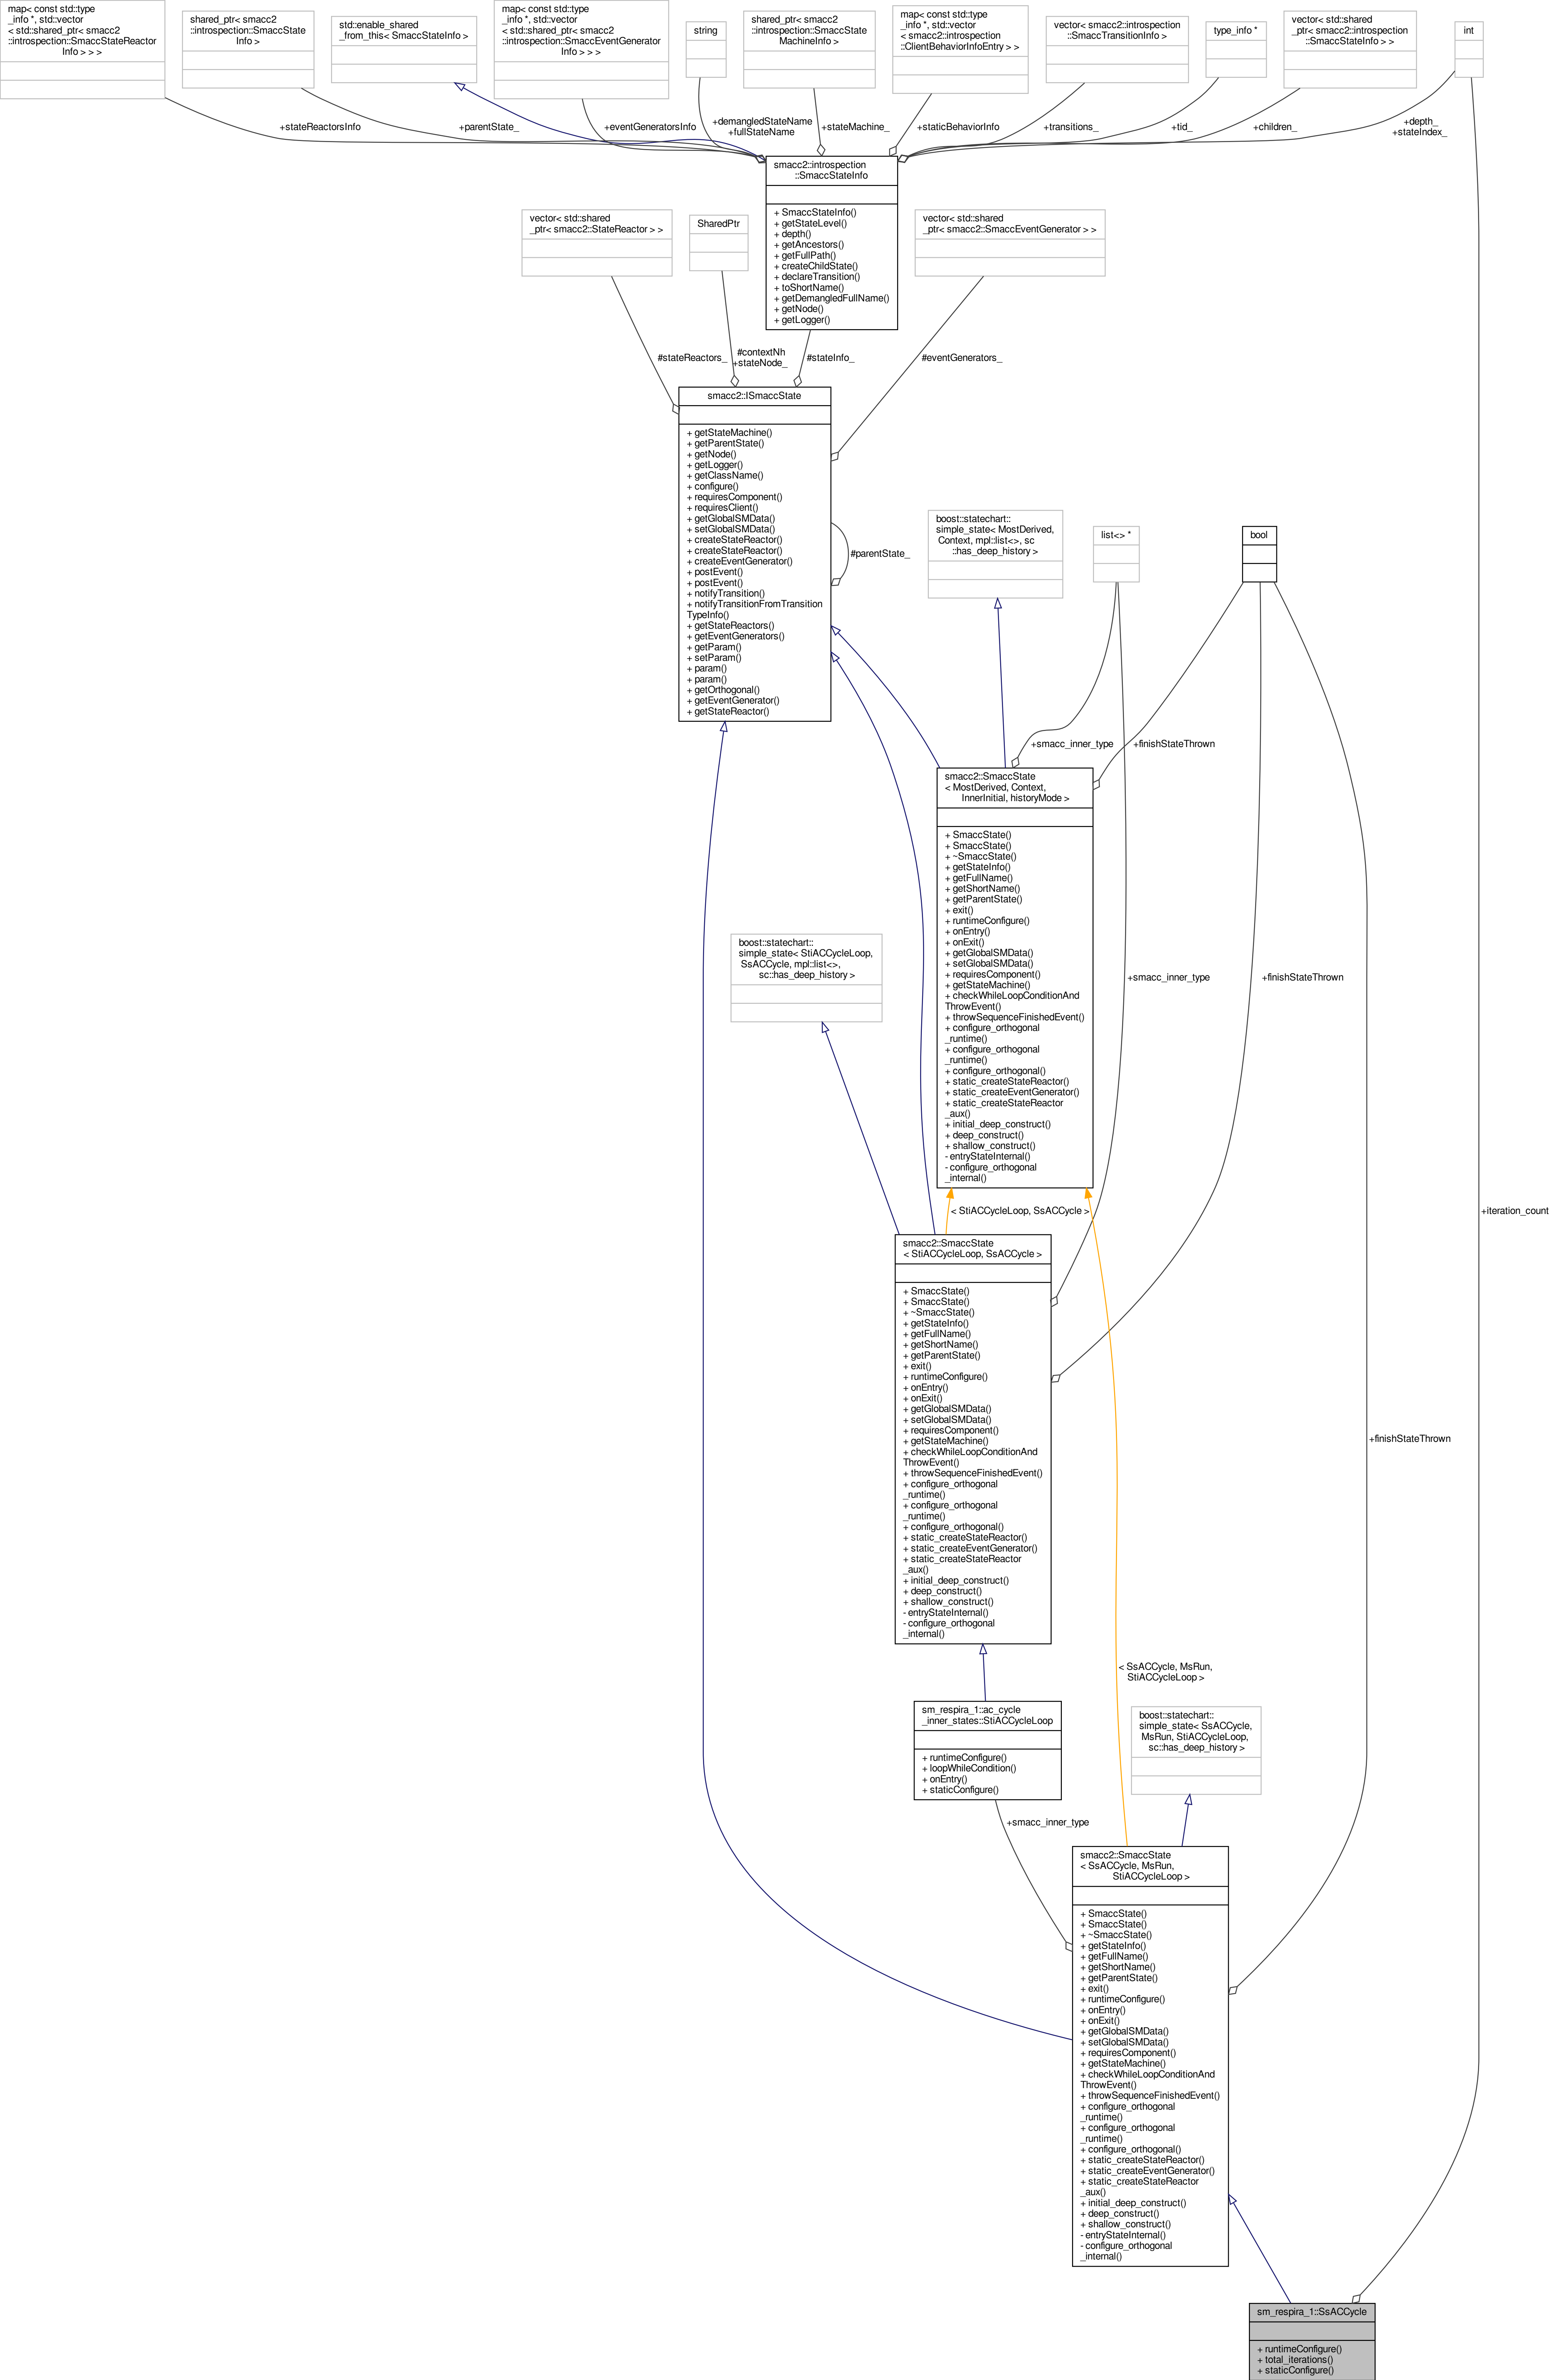 map< const std::type
_info *, std::vector
< std::shared_ptr< smacc2
::introspection::SmaccStateReactor
Info > > >
shared_ptr< smacc2
::introspection::SmaccState
Info >
std::enable_shared
_from_this< SmaccStateInfo >
map< const std::type
_info *, std::vector
< std::shared_ptr< smacc2
::introspection::SmaccEventGenerator
Info > > >
string
shared_ptr< smacc2
::introspection::SmaccState
MachineInfo >
map< const std::type
_info *, std::vector
< smacc2::introspection
::ClientBehaviorInfoEntry > >
vector< smacc2::introspection
::SmaccTransitionInfo >
type_info *
vector< std::shared
_ptr< smacc2::introspection
::SmaccStateInfo > >
int
+stateReactorsInfo
+parentState_
+eventGeneratorsInfo
+demangledStateName
+fullStateName
+stateMachine_
+staticBehaviorInfo
+transitions_
+tid_
+children_
+depth_
+stateIndex_
smacc2::introspection
::SmaccStateInfo
+ SmaccStateInfo()
+ getStateLevel()
+ depth()
+ getAncestors()
+ getFullPath()
+ createChildState()
+ declareTransition()
+ toShortName()
+ getDemangledFullName()
+ getNode()
+ getLogger()
vector< std::shared
_ptr< smacc2::StateReactor > >
SharedPtr
vector< std::shared
_ptr< smacc2::SmaccEventGenerator > >
#stateReactors_
#contextNh
+stateNode_
#stateInfo_
#eventGenerators_
smacc2::ISmaccState
+ getStateMachine()
+ getParentState()
+ getNode()
+ getLogger()
+ getClassName()
+ configure()
+ requiresComponent()
+ requiresClient()
+ getGlobalSMData()
+ setGlobalSMData()
+ createStateReactor()
+ createStateReactor()
+ createEventGenerator()
+ postEvent()
+ postEvent()
+ notifyTransition()
+ notifyTransitionFromTransition
TypeInfo()
+ getStateReactors()
+ getEventGenerators()
+ getParam()
+ setParam()
+ param()
+ param()
+ getOrthogonal()
+ getEventGenerator()
+ getStateReactor()
#parentState_
boost::statechart::
simple_state< MostDerived,
Context, mpl::list<>, sc
::has_deep_history >
list<> *
bool
+smacc_inner_type
+finishStateThrown
smacc2::SmaccState
< MostDerived, Context,
InnerInitial, historyMode >
+ SmaccState()
+ SmaccState()
+ ~SmaccState()
+ getStateInfo()
+ getFullName()
+ getShortName()
+ getParentState()
+ exit()
+ runtimeConfigure()
+ onEntry()
+ onExit()
+ getGlobalSMData()
+ setGlobalSMData()
+ requiresComponent()
+ getStateMachine()
+ checkWhileLoopConditionAnd
ThrowEvent()
+ throwSequenceFinishedEvent()
+ configure_orthogonal
_runtime()
+ configure_orthogonal
_runtime()
+ configure_orthogonal()
+ static_createStateReactor()
+ static_createEventGenerator()
+ static_createStateReactor
_aux()
+ initial_deep_construct()
+ deep_construct()
+ shallow_construct()
- entryStateInternal()
- configure_orthogonal
_internal()
boost::statechart::
simple_state< StiACCycleLoop,
SsACCycle, mpl::list<>,
sc::has_deep_history >
+smacc_inner_type
+finishStateThrown
< StiACCycleLoop, SsACCycle >
+iteration_count
smacc2::SmaccState
< StiACCycleLoop, SsACCycle >
+ SmaccState()
+ SmaccState()
+ ~SmaccState()
+ getStateInfo()
+ getFullName()
+ getShortName()
+ getParentState()
+ exit()
+ runtimeConfigure()
+ onEntry()
+ onExit()
+ getGlobalSMData()
+ setGlobalSMData()
+ requiresComponent()
+ getStateMachine()
+ checkWhileLoopConditionAnd
ThrowEvent()
+ throwSequenceFinishedEvent()
+ configure_orthogonal
_runtime()
+ configure_orthogonal
_runtime()
+ configure_orthogonal()
+ static_createStateReactor()
+ static_createEventGenerator()
+ static_createStateReactor
_aux()
+ initial_deep_construct()
+ deep_construct()
+ shallow_construct()
- entryStateInternal()
- configure_orthogonal
_internal()
+finishStateThrown
< SsACCycle, MsRun,
StiACCycleLoop >
sm_respira_1::ac_cycle
_inner_states::StiACCycleLoop
+ runtimeConfigure()
+ loopWhileCondition()
+ onEntry()
+ staticConfigure()
boost::statechart::
simple_state< SsACCycle,
MsRun, StiACCycleLoop,
sc::has_deep_history >
+smacc_inner_type
smacc2::SmaccState
< SsACCycle, MsRun,
StiACCycleLoop >
+ SmaccState()
+ SmaccState()
+ ~SmaccState()
+ getStateInfo()
+ getFullName()
+ getShortName()
+ getParentState()
+ exit()
+ runtimeConfigure()
+ onEntry()
+ onExit()
+ getGlobalSMData()
+ setGlobalSMData()
+ requiresComponent()
+ getStateMachine()
+ checkWhileLoopConditionAnd
ThrowEvent()
+ throwSequenceFinishedEvent()
+ configure_orthogonal
_runtime()
+ configure_orthogonal
_runtime()
+ configure_orthogonal()
+ static_createStateReactor()
+ static_createEventGenerator()
+ static_createStateReactor
_aux()
+ initial_deep_construct()
+ deep_construct()
+ shallow_construct()
- entryStateInternal()
- configure_orthogonal
_internal()
sm_respira_1::SsACCycle
+ runtimeConfigure()
+ total_iterations()
+ staticConfigure()